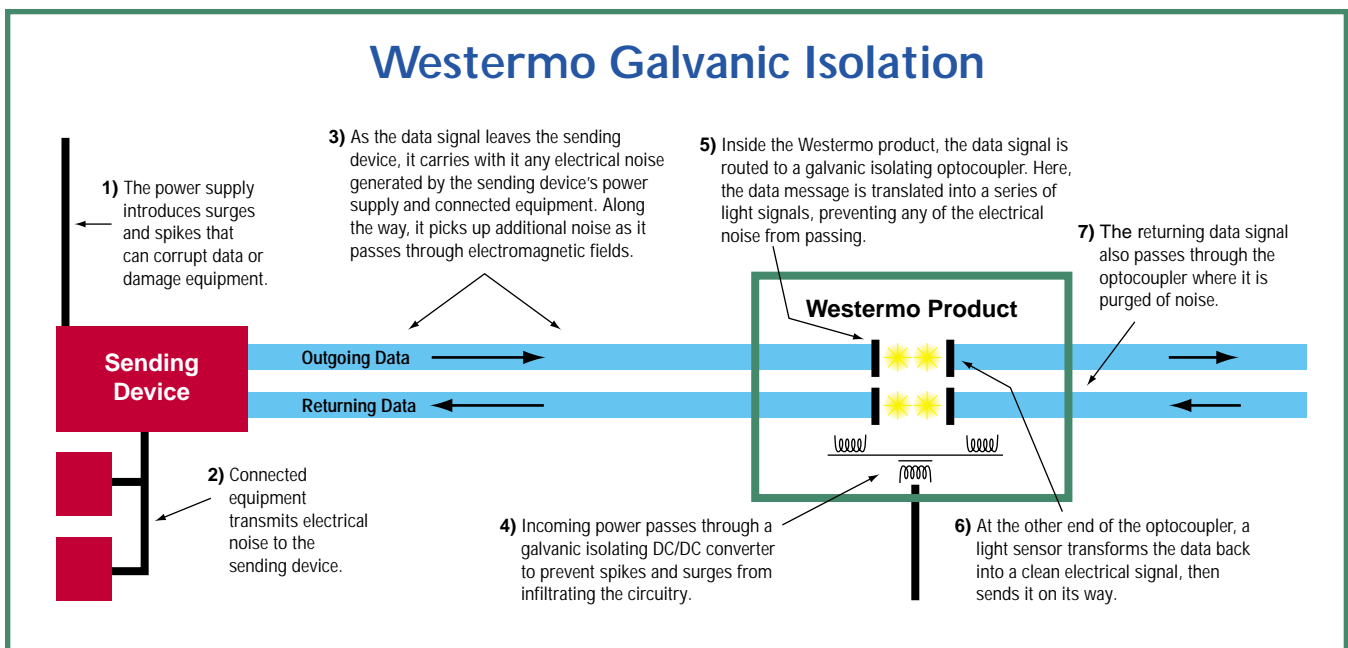 Westermo Galvanic Isolation
1) The power supply
introduces surges
and spikes that
can corrupt data or
damage equipment.
3) As the data signal leaves the sending
device, it carries with it any electrical noise
generated by the sending device's power
supply and connected equipment. Along
the way, it picks up additional noise as it
passes through electromagnetic fields.
5) Inside the Westermo product, the data signal is
routed to a galvanic isolating optocoupler. Here,
the data message is translated into a series of
light signals, preventing any of the electrical
noise from passing.
7) The returning data signal
also passes through the
optocoupler where it is
purged of noise.
Westermo Product
Sending
Device
Outgoing Data
Returning Data
2) Connected
equipment
transmits electrical
noise to the
sending device.
4) Incoming power passes through a
galvanic isolating DC/DC converter
to prevent spikes and surges from
infiltrating the circuitry.
6) At the other end of the optocoupler, a
light sensor transforms the data back
into a clean electrical signal, then
sends it on its way.